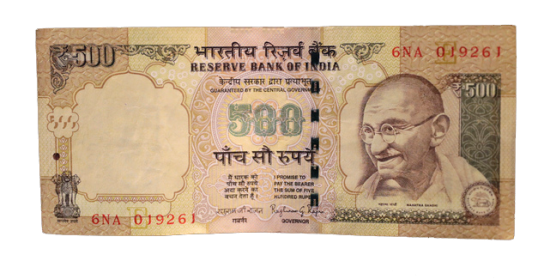 ₹500
भारतीय रिज़र्व बैंक
RESERVE BANK OF INDIA
6NA 019261
केन्द्रीय सरकार द्वारा प्रत्याभूत
GUARANTEED BY THE CENTRAL GOVERNMENT
₹500
500
पाँच सौ रुपये
मैं धारक को
पाँच सौ रुपये
अदा करने का
वचन देता हूँ।
I PROMISE TO
PAY THE BEARER
THE SUM OF FIVE
HUNDRED RUPEES
गवर्नर
GOVERNOR
MAHATMA GANDHI
6NA 019261